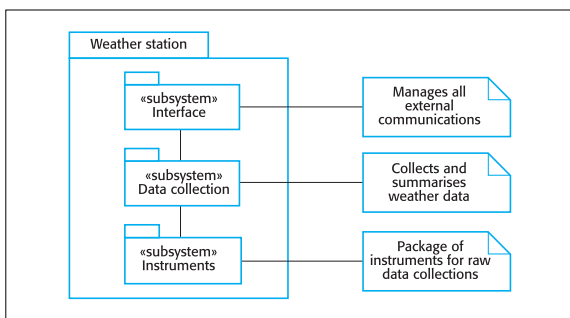 Weather station
«subsystem»
Interface
Manages all
external
communications
«subsystem»
Data collection
Collects and
summarises
weather data
«subsystem»
Instruments
Package of
instruments for raw
data collections